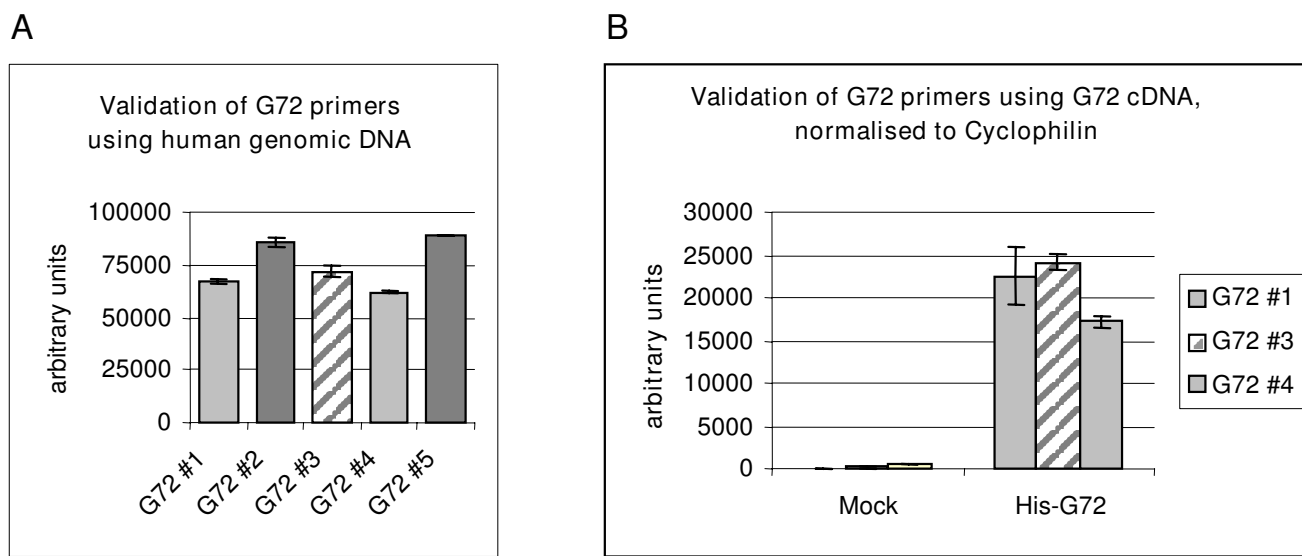 A
Validation of G72 primers
using human genomic DNA
arbitrary units
100000
75000
50000
25000
0
G72 #1
G72 #2
G72 #3
G72 #4
G72 #5
B
Validation of G72 primers using G72 cDNA,
normalised to Cyclophilin
arbitrary units
30000
25000
20000
15000
10000
5000
0
Mock
His-G72
G72 #1
G72 #3
G72 #4